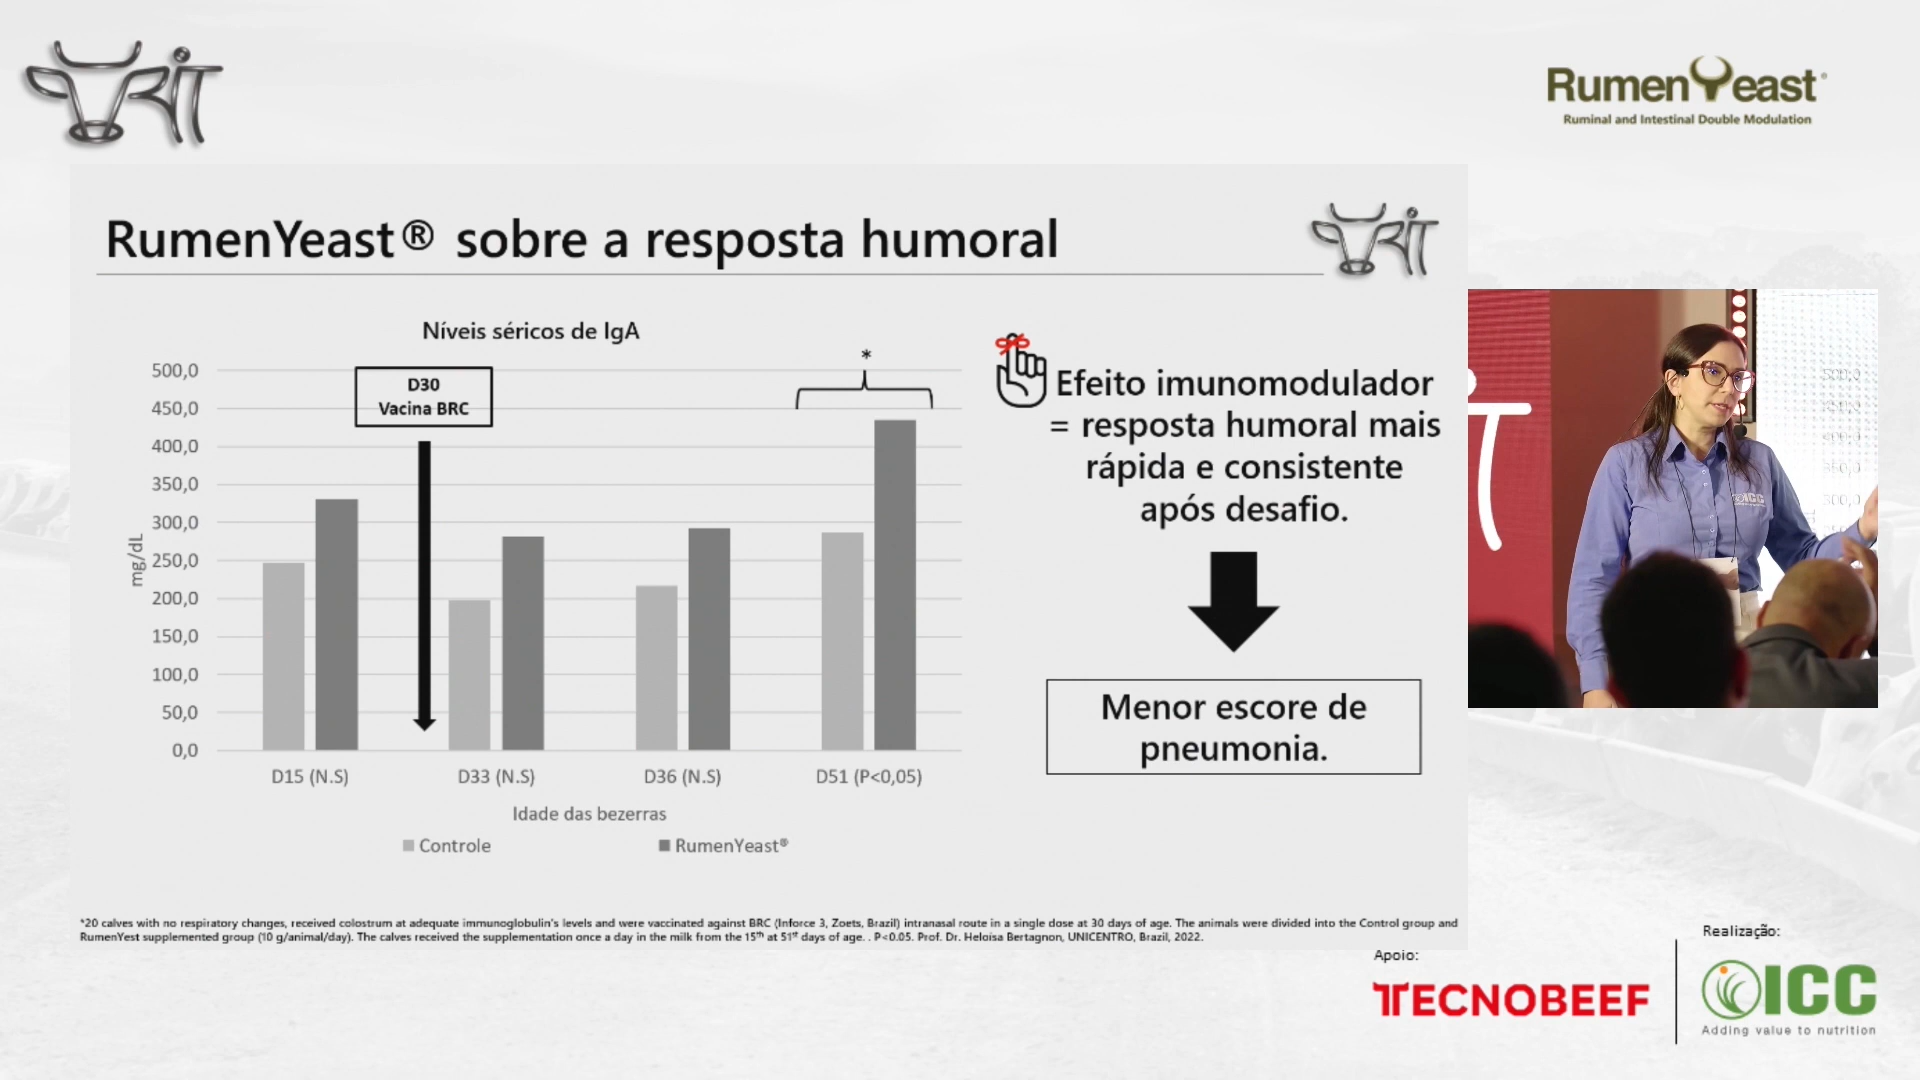 RIT
RumenYeast®
Ruminal and Intestinal Double Modulation
RumenYeast® sobre a resposta humoral
RIT
Níveis séricos de IgA
*
500,0
450,0
400,0
350,0
300,0
250,0
200,0
150,0
100,0
50,0
0,0
mg/dL
D30
Vacina BRC
D15 (N.S)
D33 (N.S)
D36 (N.S)
D51 (P<0,05)
Idade das bezerras
Controle
RumenYeast®
Efeito imunomodulador
= resposta humoral mais
rápida e consistente
após desafio.
Menor escore de
pneumonia.
*20 calves with no respiratory changes, received colostrum at adequate immunoglobulin's levels and were vaccinated against BRC (Inforce 3, Zoets, Brazil) intranasal route in a single dose at 30 days of age. The animals were divided into the Control group and
RumenYest supplemented group (10 g/animal/day). The calves received the supplementation once a day in the milk from the 15th at 51st days of age. . P<0.05. Prof. Dr. Heloísa Bertagnon, UNICENTRO, Brazil, 2022.
ICC
Apoio:
TECNOBEEF
Realização:
ICC
Adding value to nutrition